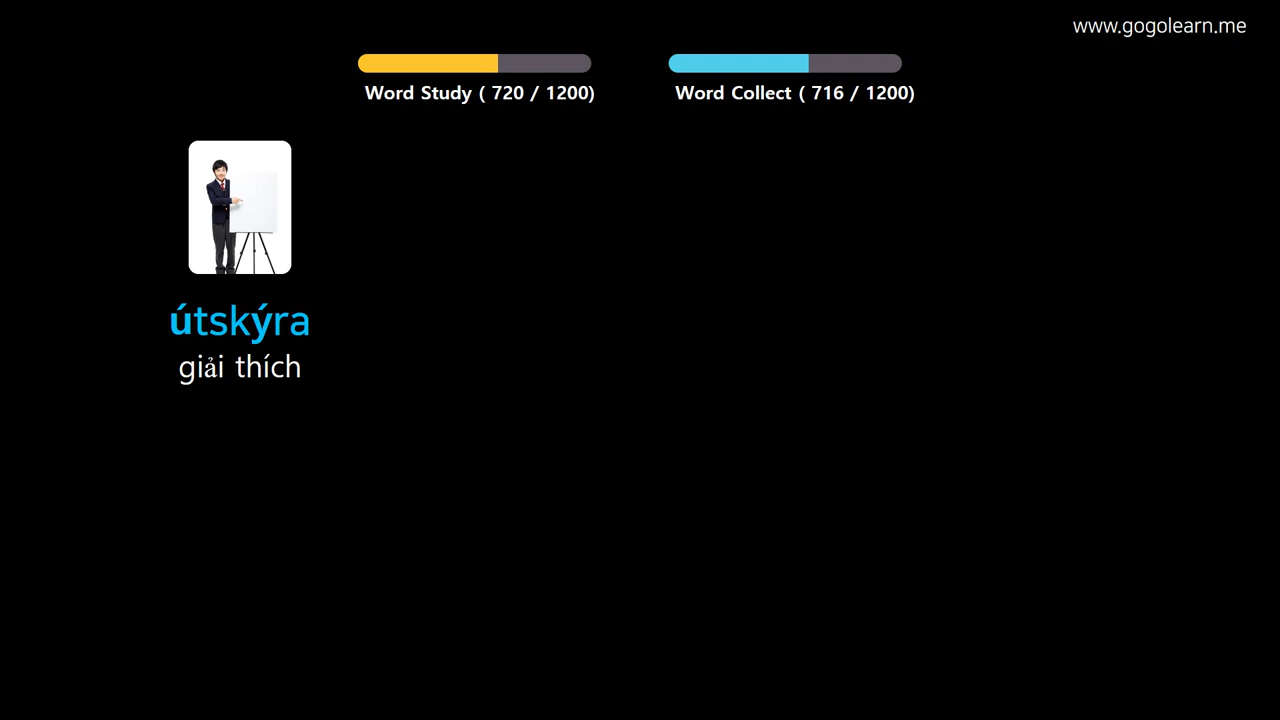 www.gogolearn.me
Word Study ( 720 / 1200)
Word Collect ( 716 / 1200)
útskýra
giải thích